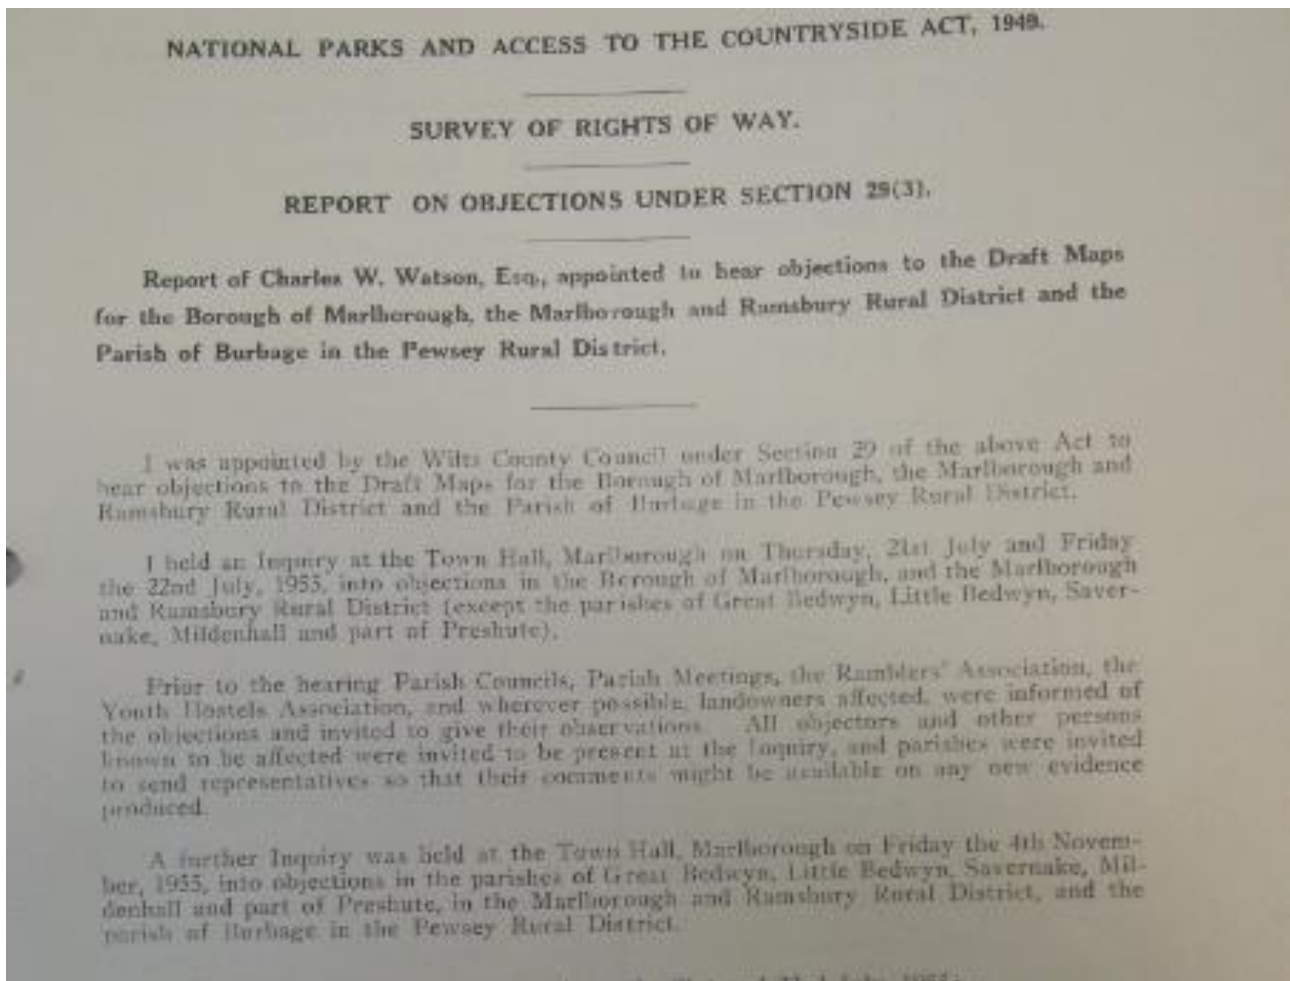 NATIONAL PARKS AND ACCESS TO THE COUNTRYSIDE ACT, 1949.
SURVEY OF RIGHTS OF WAY.
REPORT ON OBJECTIONS UNDER SECTION 29(3).
Report of Charles W. Watson, Esq., appointed to hear objections to the Draft Maps
for the Borough of Marlborough, the Marlborough and Ramsbury Rural District and the
Parish of Burbage in the Pewsey Rural District.
I was appointed by the Wilts County Council under Section 29 of the above Act to
hear objections to the Draft Maps for the Borough of Marlborough, the Marlborough and
Ramsbury Rural District and the Parish of Burbage in the Pewsey Rural District.
I held an Inquiry at the Town Hall, Marlborough on Thursday, 21st July and Friday
the 22nd July, 1955, into objections in the Borough of Marlborough, and the Marlborough
and Ramsbury Rural District (except the parishes of Great Bedwyn, Little Bedwyn, Saver-
nake, Mildenhall and part of Preshute).
Prior to the hearing Parish Councils, Parish Meetings, the Ramblers' Association, the
Youth Hostels Association, and wherever possible, landowners affected, were informed of
the objections and invited to give their observations. All objectors and other persons
known to be affected were invited to be present at the Inquiry, and parishes were invited
to send representatives so that their comments might be available on any new evidence
produced.
A further Inquiry was held at the Town Hall, Marlborough on Friday the 4th Novem-
ber, 1955, into objections in the parishes of Great Bedwyn, Little Bedwyn, Savernake, Mil-
denhall and part of Preshute, in the Marlborough and Ramsbury Rural District, and the
parish of Burbage in the Pewsey Rural District.